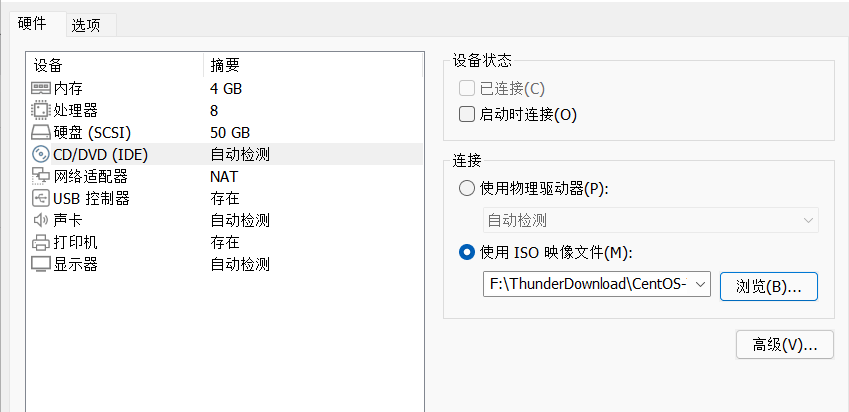 硬件 选项
设备 摘要
内存 4 GB
处理器 8
硬盘 (SCSI) 50 GB
CD/DVD (IDE) 自动检测
网络适配器 NAT
USB 控制器 存在
声卡 自动检测
打印机 存在
显示器 自动检测
设备状态
已连接(C)
启动时连接(O)
连接
使用物理驱动器(P):
自动检测
使用 ISO 映像文件(M):
F:\ThunderDownload\CentOS-
浏览(B)...
高级(V)...